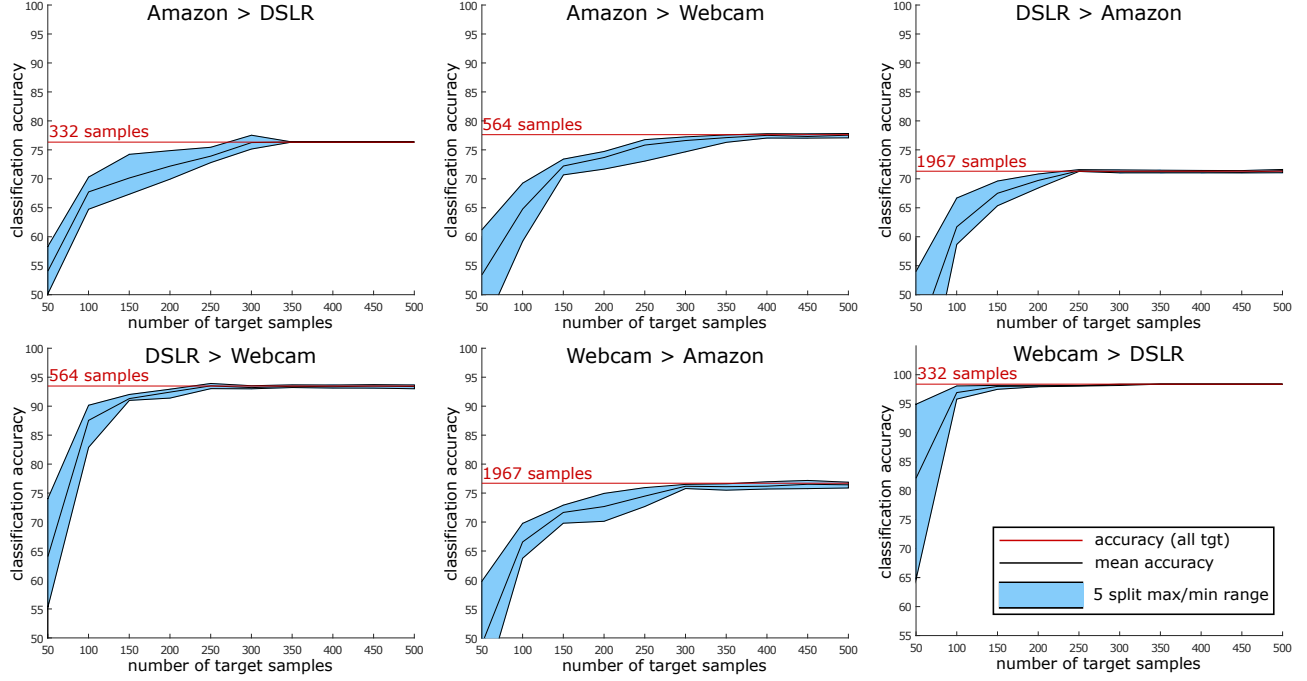 Amazon > DSLR
classification accuracy
100
95
90
85
80
75
70
65
60
55
50
332 samples
50 100 150 200 250 300 350 400 450 500
number of target samples
Amazon > Webcam
classification accuracy
100
95
90
85
80
75
70
65
60
55
50
564 samples
50 100 150 200 250 300 350 400 450 500
number of target samples
DSLR > Amazon
classification accuracy
100
95
90
85
80
75
70
65
60
55
50
1967 samples
50 100 150 200 250 300 350 400 450 500
number of target samples
DSLR > Webcam
classification accuracy
100
95
90
85
80
75
70
65
60
55
50
564 samples
50 100 150 200 250 300 350 400 450 500
number of target samples
Webcam > Amazon
classification accuracy
100
95
90
85
80
75
70
65
60
55
50
1967 samples
50 100 150 200 250 300 350 400 450 500
number of target samples
Webcam > DSLR
classification accuracy
100
95
90
85
80
75
70
65
60
55
332 samples
accuracy (all tgt)
mean accuracy
5 split max/min range
50 100 150 200 250 300 350 400 450 500
number of target samples